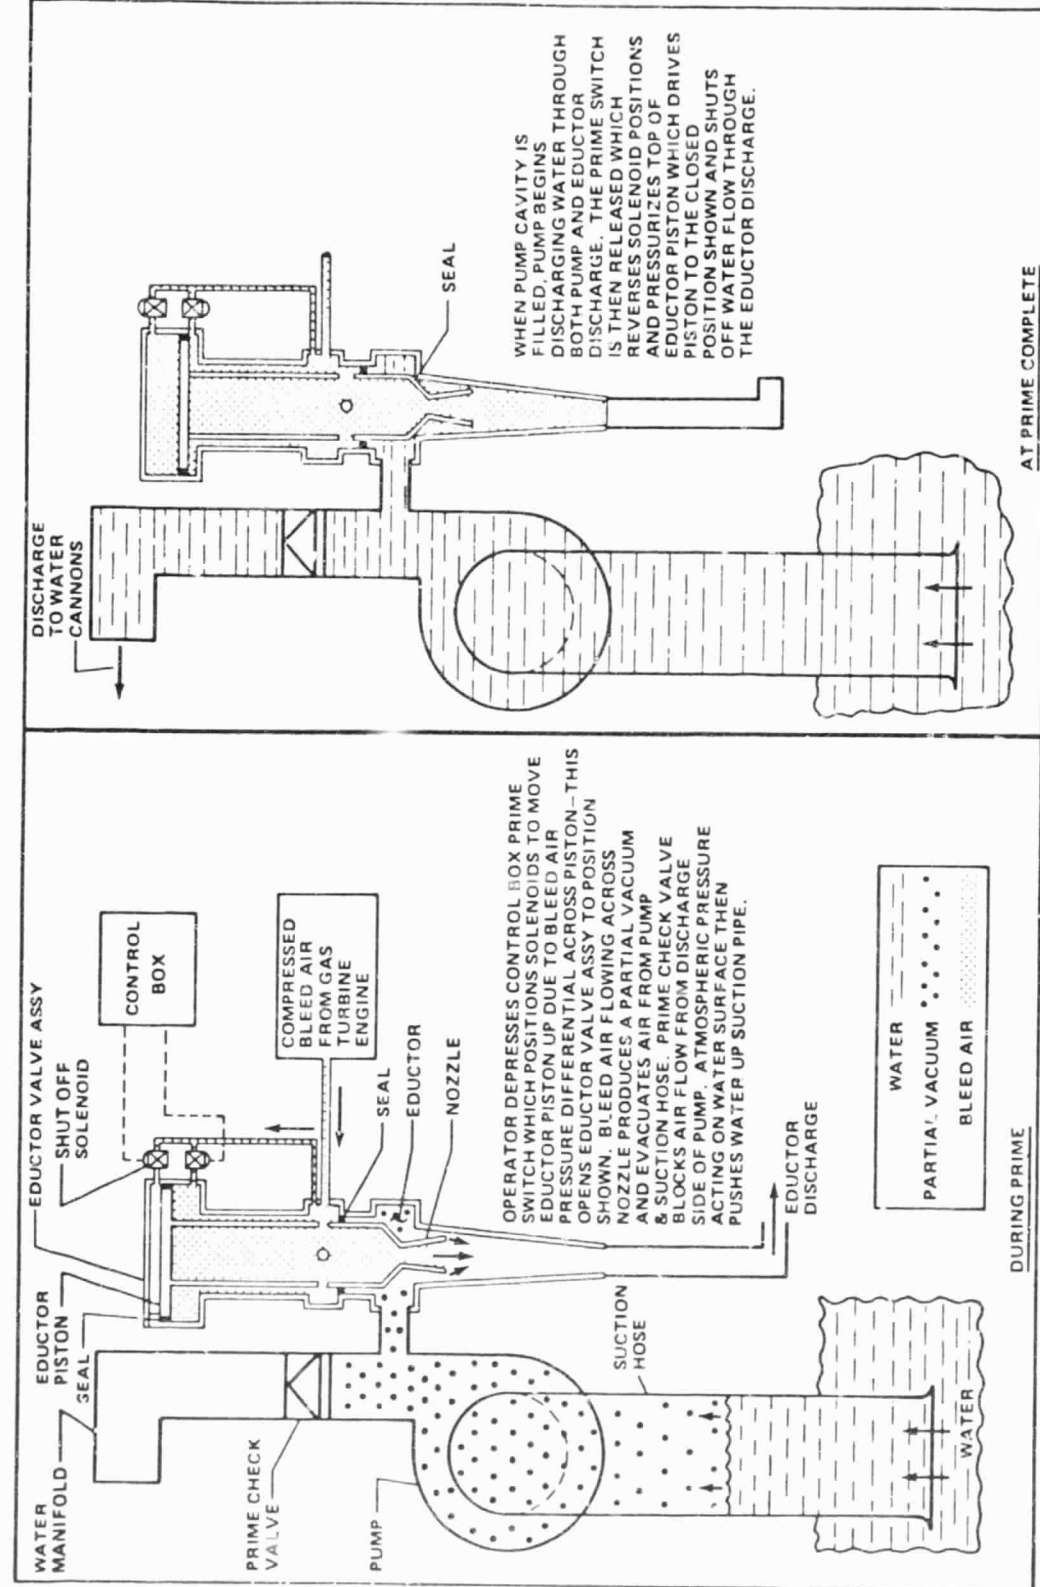 WATER
MANIFOLD
EDUCTOR
PISTON
SEAL
EDUCTOR VALVE ASSY
SHUT OFF
SOLENOID
CONTROL
BOX
COMPRESSED
BLEED AIR
FROM GAS
TURBINE
ENGINE
SEAL
EDUCTOR
NOZZLE
PRIME CHECK
VALVE
PUMP
SUCTION
HOSE
WATER
EDUCTOR
DISCHARGE
OPERATOR DEPRESSES CONTROL BOX PRIME
SWITCH WHICH POSITIONS SOLENOIDS TO MOVE
EDUCTOR PISTON UP DUE TO BLEED AIR
PRESSURE DIFFERENTIAL ACROSS PISTON-THIS
OPENS EDUCTOR VALVE ASSY TO POSITION
SHOWN. BLEED AIR FLOWING ACROSS
NOZZLE PRODUCES A PARTIAL VACUUM
AND EVACUATES AIR FROM PUMP
& SUCTION HOSE. PRIME CHECK VALVE
BLOCKS AIR FLOW FROM DISCHARGE
SIDE OF PUMP. ATMOSPHERIC PRESSURE
ACTING ON WATER SURFACE THEN
PUSHES WATER UP SUCTION PIPE.
WATER
PARTIAL VACUUM
BLEED AIR
DURING PRIME
DISCHARGE
TO WATER
CANNONS
SEAL
WHEN PUMP CAVITY IS
FILLED, PUMP BEGINS
DISCHARGING WATER THROUGH
BOTH PUMP AND EDUCTOR
DISCHARGE. THE PRIME SWITCH
IS THEN RELEASED WHICH
REVERSES SOLENOID POSITIONS
AND PRESSURIZES TOP OF
EDUCTOR PISTON WHICH DRIVES
PISTON TO THE CLOSED
POSITION SHOWN AND SHUTS
OFF WATER FLOW THROUGH
THE EDUCTOR DISCHARGE.
AT PRIME COMPLETE